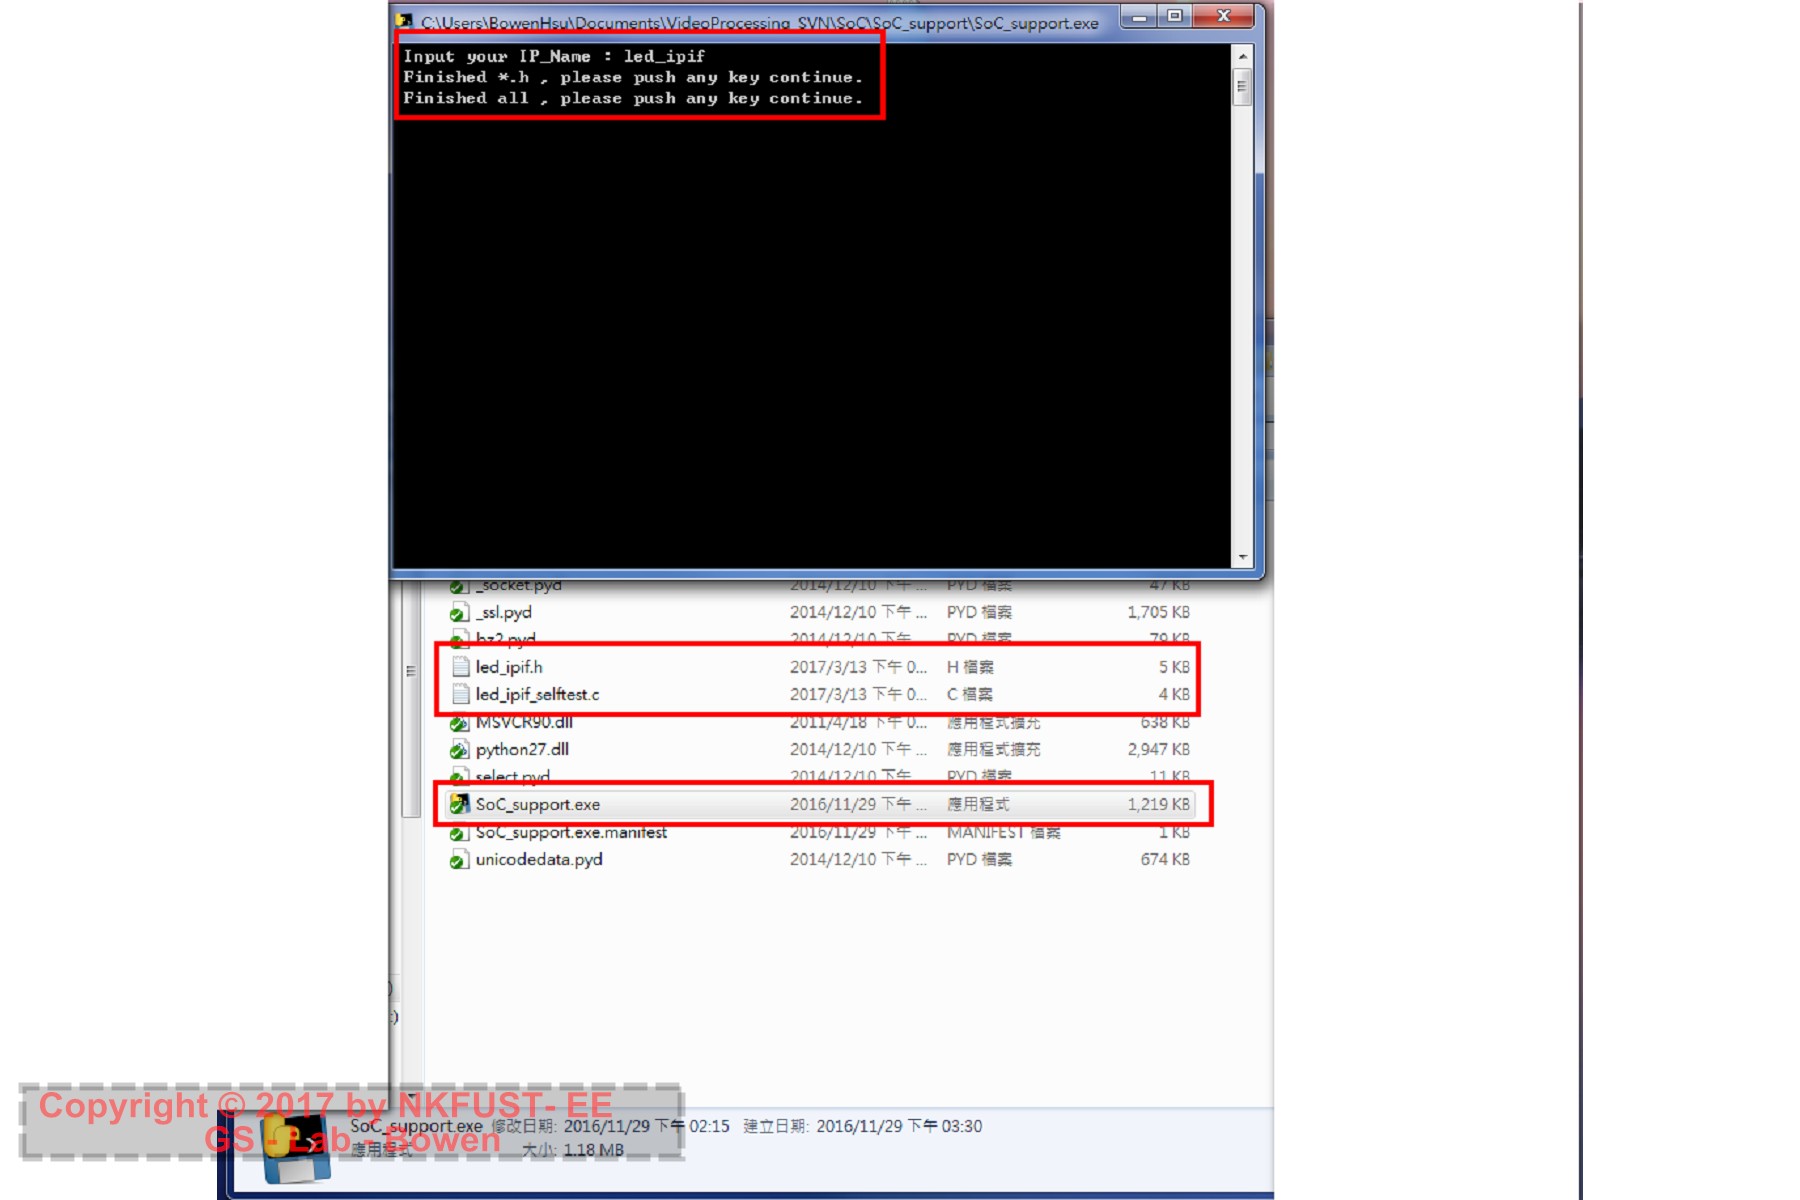 C:\Users\BowenHsu\Documents\VideoProcessing_SVN\SoC\SoC_support\SoC_support.exe
Input your IP_Name : led_ipif
Finished *.h , please push any key continue.
Finished all , please push any key continue.
_socket.pyd 2014/12/10 下午 ... PYD 檔案 47 KB
_ssl.pyd 2014/12/10 下午 ... PYD 檔案 1,705 KB
bz2.pyd 2014/12/10 下午 PYD 檔案 79 KB
led_ipif.h 2017/3/13 下午 0... H 檔案 5 KB
led_ipif_selftest.c 2017/3/13 下午 0... C 檔案 4 KB
MSVCR90.dll 2011/4/18 下午 0... 應用程式擴充 638 KB
python27.dll 2014/12/10 下午 ... 應用程式擴充 2,947 KB
select.pyd 2014/12/10 下午 PYD 檔案 11 KB
SoC_support.exe 2016/11/29 下午 ... 應用程式 1,219 KB
SoC_support.exe.manifest 2016/11/29 下午 ... MANIFEST 檔案 1 KB
unicodedata.pyd 2014/12/10 下午 ... PYD 檔案 674 KB
Copyright © 2017 by NKFUST- EE
GS - Lab - Bowen
SoC_support.exe 修改日期: 2016/11/29 下午 02:15 建立日期: 2016/11/29 下午 03:30
應用程式 大小: 1.18 MB